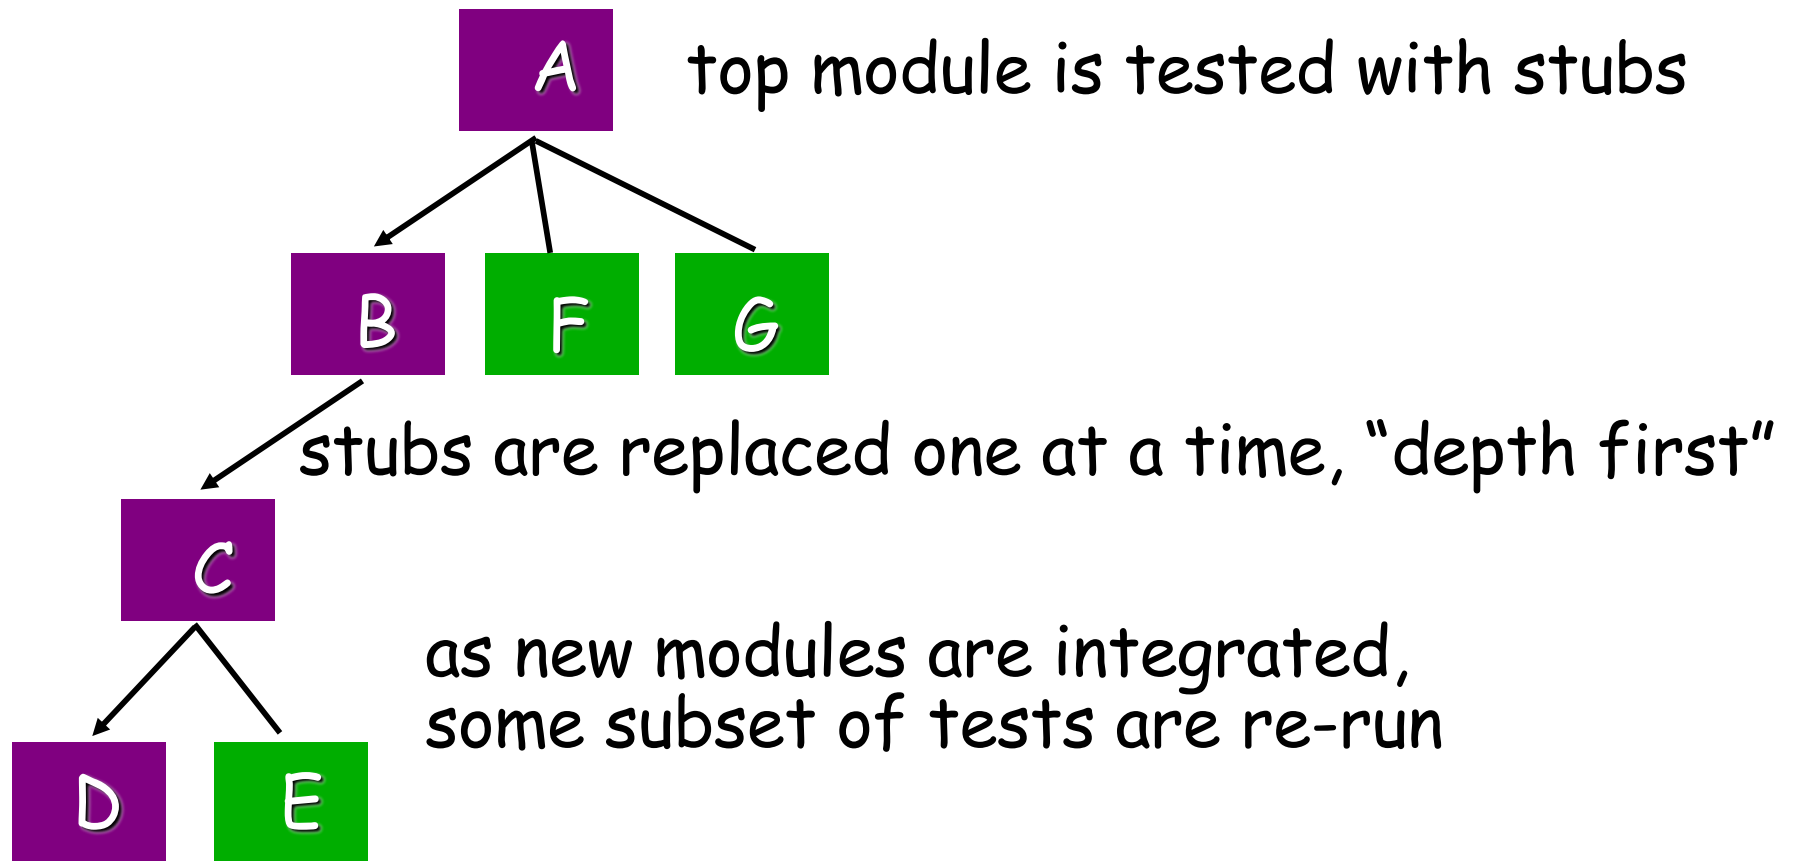 A
top module is tested with stubs
B
F
G
stubs are replaced one at a time, “depth first”
C
as new modules are integrated,
some subset of tests are re-run
D
E